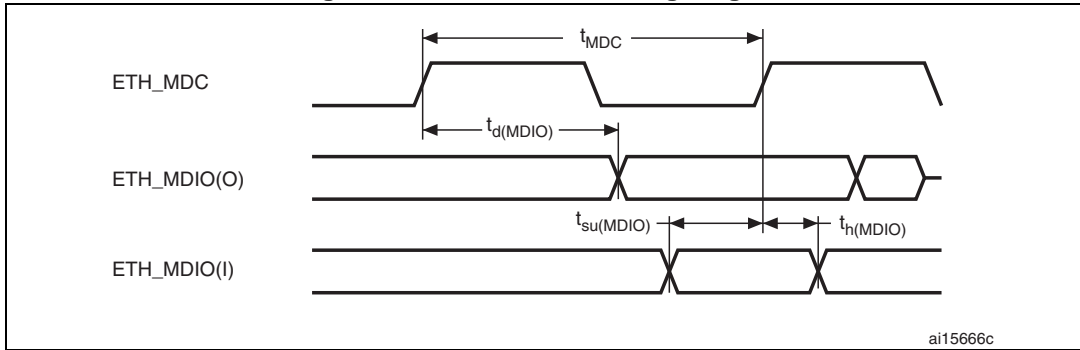 t_MDC
ETH_MDC
t_d(MDIO)
ETH_MDIO(O)
t_su(MDIO)
t_h(MDIO)
ETH_MDIO(I)
ai15666c